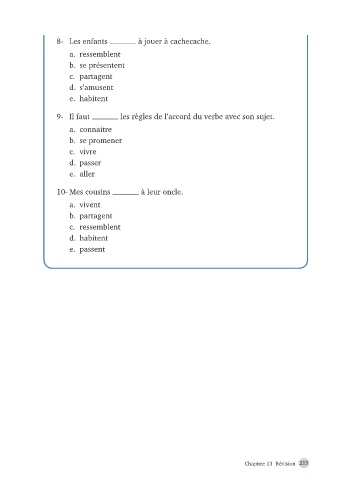 8- Les enfants ______ à jouer à cachecache.
a. ressemblent
b. se présentent
c. partagent
d. s'amusent
e. habitent
9- Il faut ______ les règles de l'accord du verbe avec son sujet.
a. connaitre
b. se promener
c. vivre
d. passer
e. aller
10- Mes cousins ______ à leur oncle.
a. vivent
b. partagent
c. ressemblent
d. habitent
e. passent
Chapitre 13 Révision 215